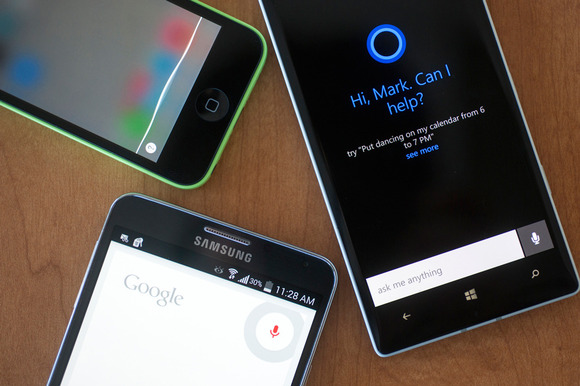 Hi, Mark. Can I
help?
try "Put dancing on my calendar from 6
to 7 PM"
see more
ask me anything
SAMSUNG
30% 11:28 AM
Google